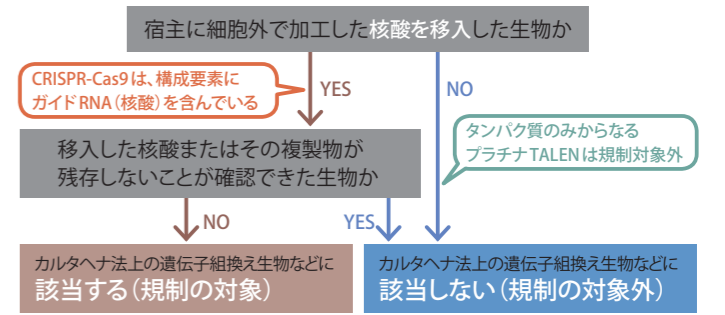 宿主に細胞外で加工した核酸を移入した生物か
CRISPR-Cas9は、構成要素に
ガイドRNA(核酸)を含んでいる
YES
NO
タンパク質のみからなる
プラチナTALENは規制対象外
移入した核酸またはその複製物が
残存しないことが確認できた生物か
NO
YES
カルタヘナ法上の遺伝子組換え生物などに
該当する(規制の対象)
カルタヘナ法上の遺伝子組換え生物などに
該当しない(規制の対象外)